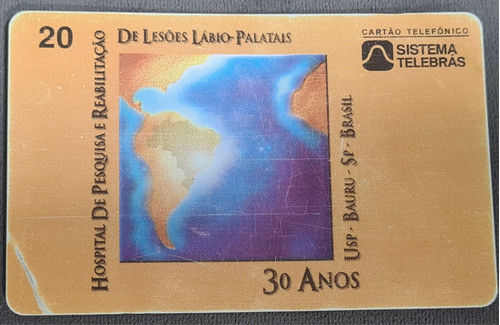 20
Hospital De Pesquisa e Reabilitação
De Lesões Lábio-Palatais
CARTÃO TELEFÔNICO
SISTEMA
TELEBRÁS
Usp - Bauru - Sp - Brasil
30 Anos